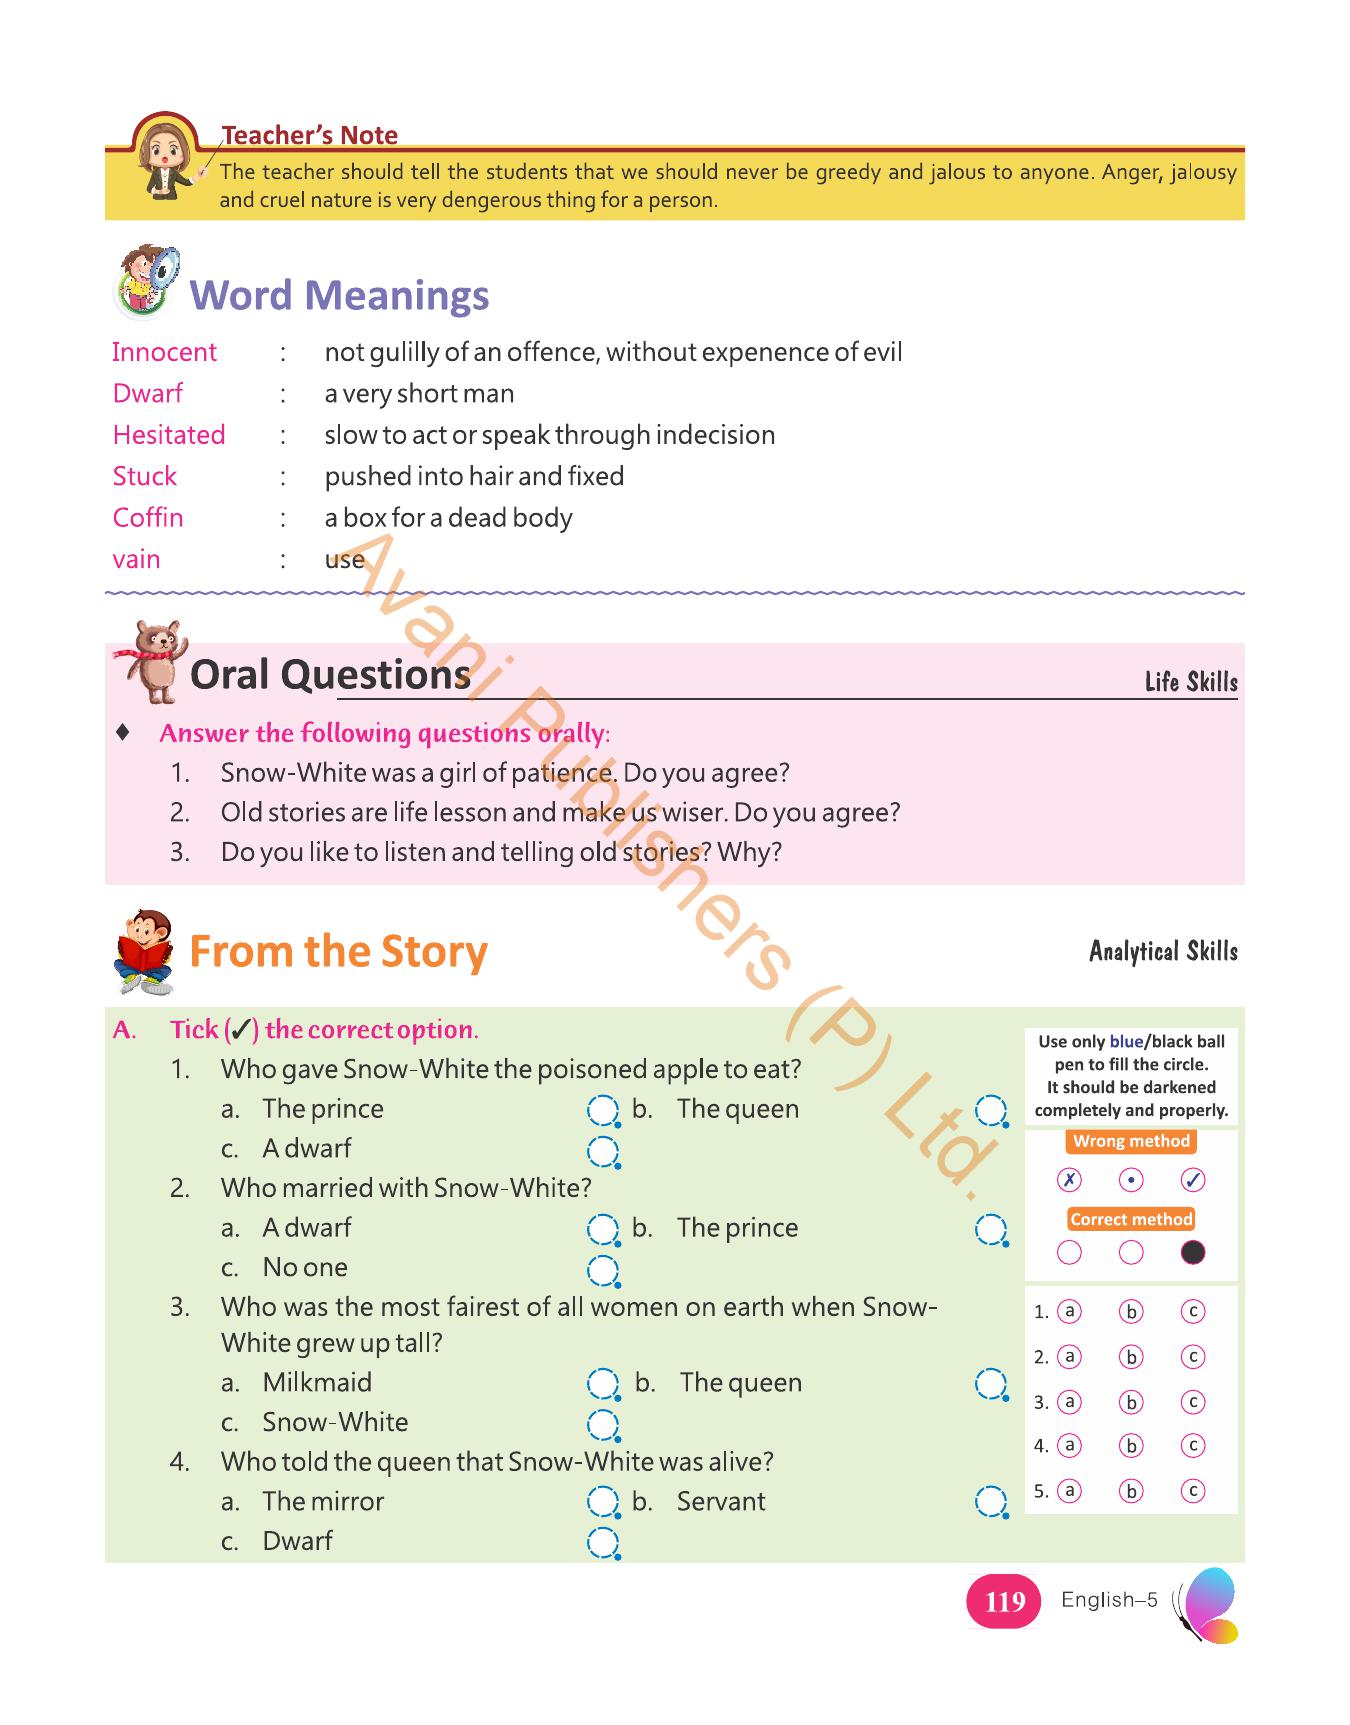 Teacher's Note
The teacher should tell the students that we should never be greedy and jalous to anyone. Anger, jalousy
and cruel nature is very dengerous thing for a person.
Word Meanings
Innocent : not gulilly of an offence, without expenence of evil
Dwarf : a very short man
Hesitated : slow to act or speak through indecision
Stuck : pushed into hair and fixed
Coffin : a box for a dead body
vain : use
Oral Questions
Life Skills
♦ Answer the following questions orally:
1. Snow-White was a girl of patience. Do you agree?
2. Old stories are life lesson and make us wiser. Do you agree?
3. Do you like to listen and telling old stories? Why?
From the Story
Analytical Skills
A. Tick (✓) the correct option.
1. Who gave Snow-White the poisoned apple to eat?
a. The prince b. The queen
c. A dwarf
2. Who married with Snow-White?
a. A dwarf b. The prince
c. No one
3. Who was the most fairest of all women on earth when Snow-
White grew up tall?
a. Milkmaid b. The queen
c. Snow-White
4. Who told the queen that Snow-White was alive?
a. The mirror b. Servant
c. Dwarf
Use only blue/black ball
pen to fill the circle.
It should be darkened
completely and properly.
Wrong method
✗ • ✓
Correct method
1. a b c
2. a b c
3. a b c
4. a b c
5. a b c
119 English–5
Avani Publishers (P) Ltd.